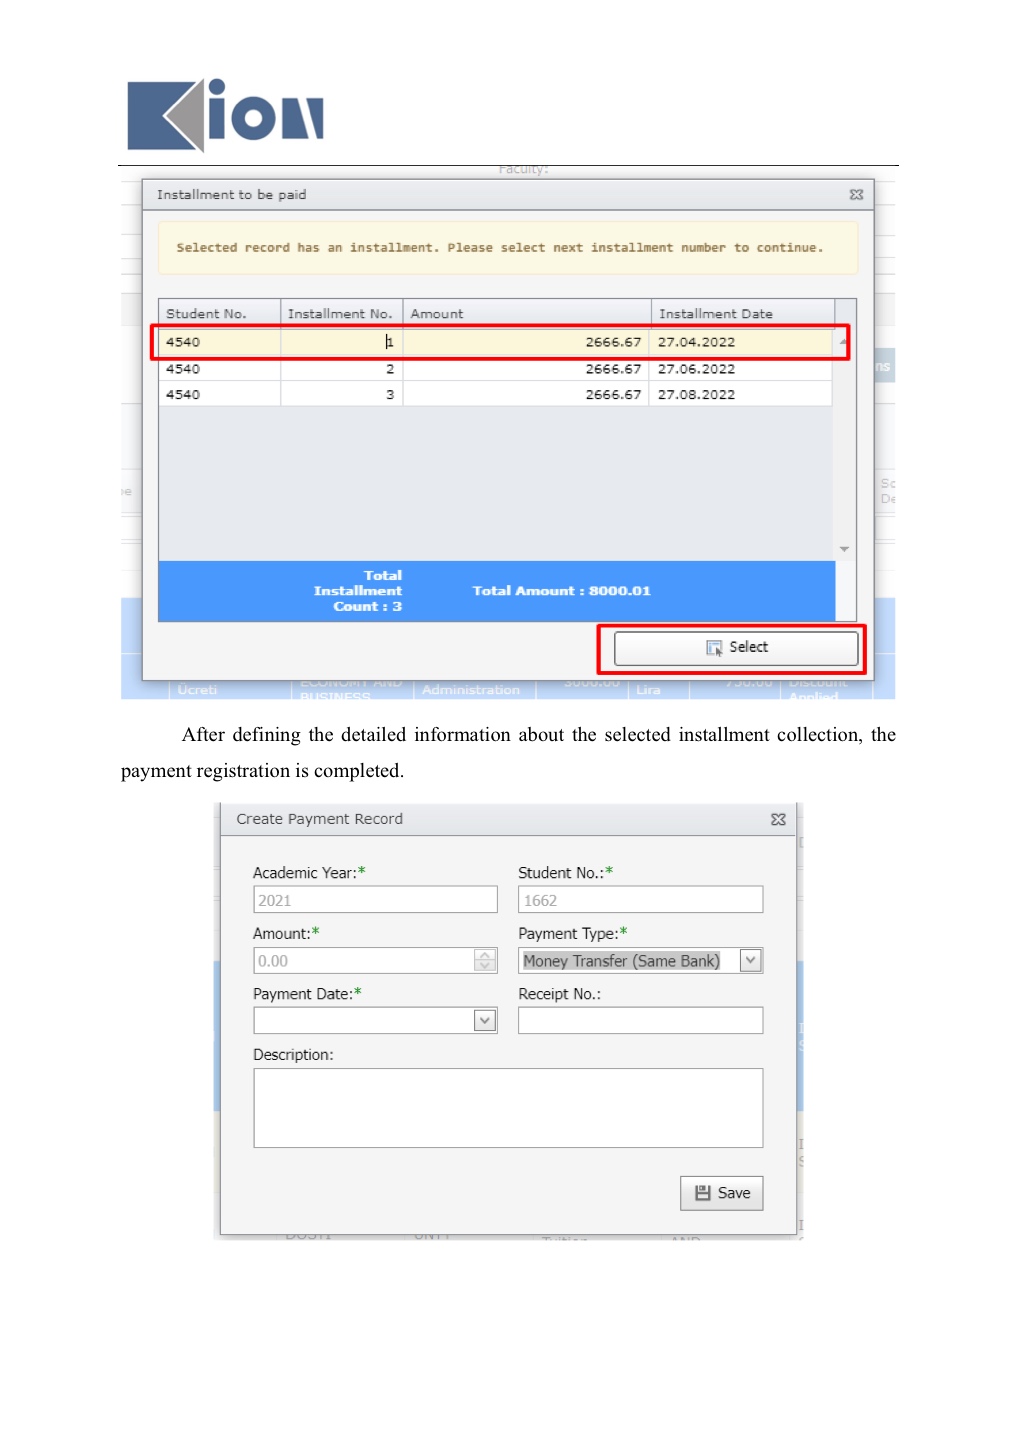 Kion
Faculty:
Installment to be paid
Selected record has an installment. Please select next installment number to continue.
Student No. Installment No. Amount Installment Date
4540 1 2666.67 27.04.2022
4540 2 2666.67 27.06.2022
4540 3 2666.67 27.08.2022
Total
Installment
Count : 3
Total Amount : 8000.01
Select
Ücreti
ECONOMY AND
BUSINESS
Administration
Lira
Discount
Applied
After defining the detailed information about the selected installment collection, the
payment registration is completed.
Create Payment Record
Academic Year:* Student No.:*
2021 1662
Amount:* Payment Type:*
0.00 Money Transfer (Same Bank)
Payment Date:* Receipt No.:
Description:
Save
Tuition
AND